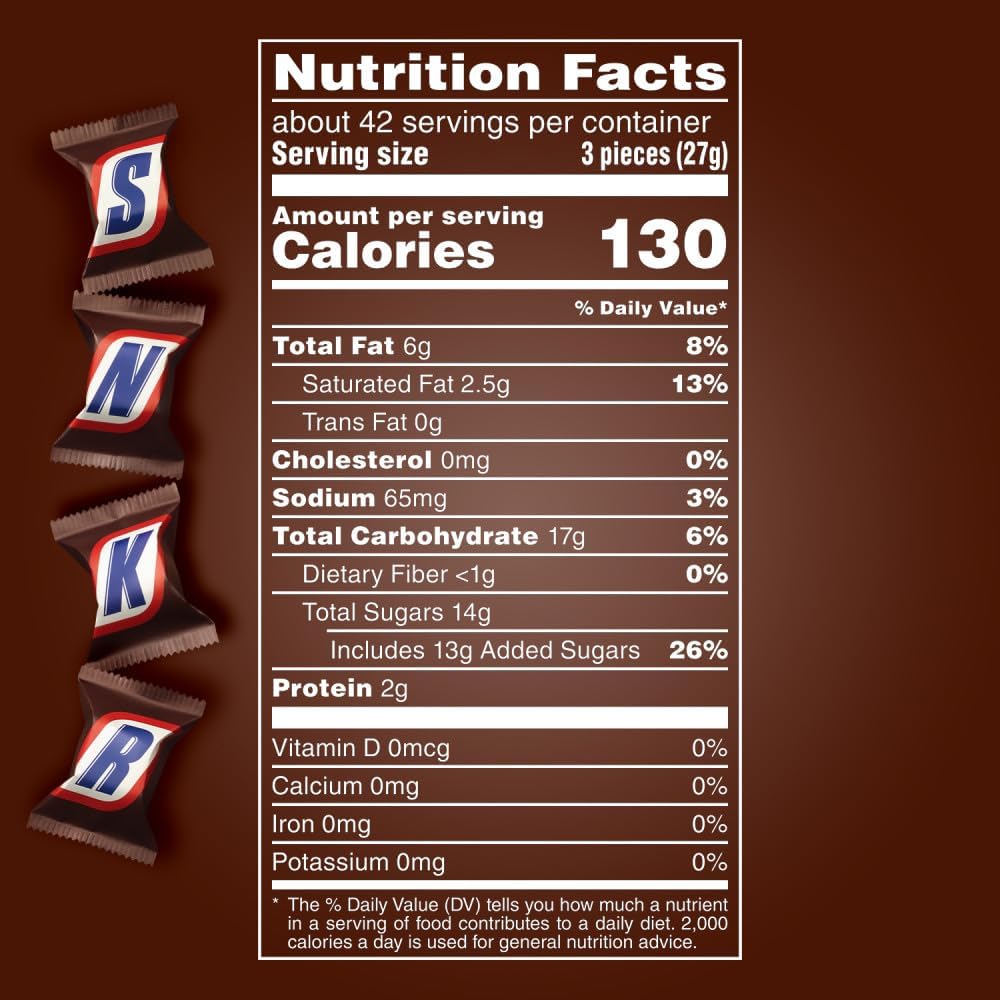 S
N
K
R
Nutrition Facts
about 42 servings per container
Serving size 3 pieces (27g)
Amount per serving
Calories 130
% Daily Value*
Total Fat 6g 8%
Saturated Fat 2.5g 13%
Trans Fat 0g
Cholesterol 0mg 0%
Sodium 65mg 3%
Total Carbohydrate 17g 6%
Dietary Fiber <1g 0%
Total Sugars 14g
Includes 13g Added Sugars 26%
Protein 2g
Vitamin D 0mcg 0%
Calcium 0mg 0%
Iron 0mg 0%
Potassium 0mg 0%
* The % Daily Value (DV) tells you how much a nutrient
in a serving of food contributes to a daily diet. 2,000
calories a day is used for general nutrition advice.